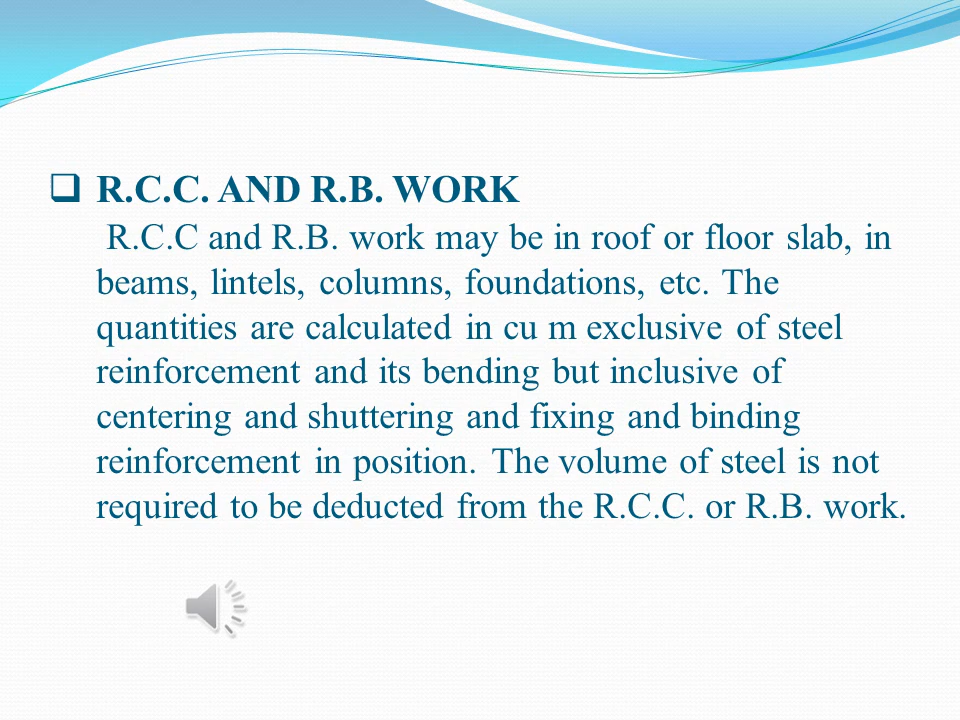 R.C.C. AND R.B. WORK
R.C.C and R.B. work may be in roof or floor slab, in
beams, lintels, columns, foundations, etc. The
quantities are calculated in cu m exclusive of steel
reinforcement and its bending but inclusive of
centering and shuttering and fixing and binding
reinforcement in position. The volume of steel is not
required to be deducted from the R.C.C. or R.B. work.